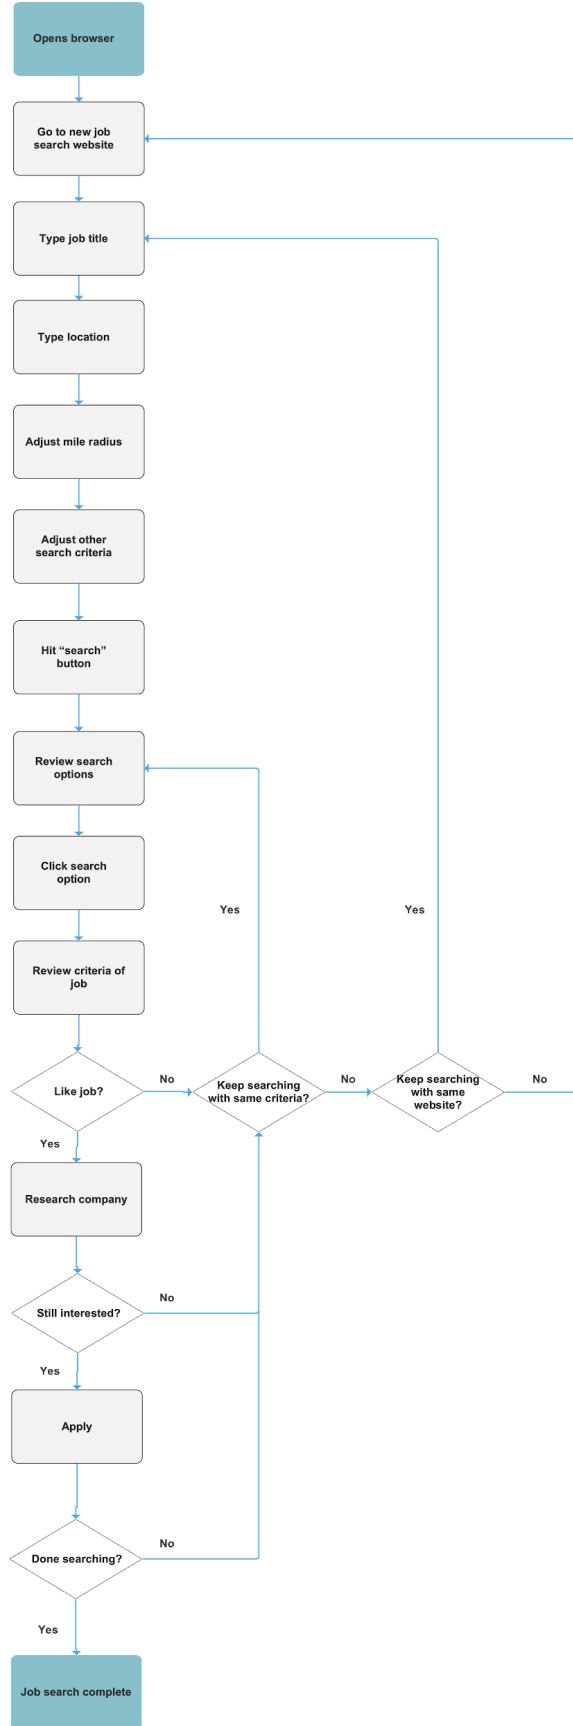 Opens browser
Go to new job
search website
Type job title
Type location
Adjust mile radius
Adjust other
search criteria
Hit “search”
button
Review search
options
Click search
option
Yes
Yes
Review criteria of
job
Like job?
No
Keep searching
with same criteria?
No
Keep searching
with same
website?
No
Yes
Research company
Still interested?
No
Yes
Apply
Done searching?
No
Yes
Job search complete